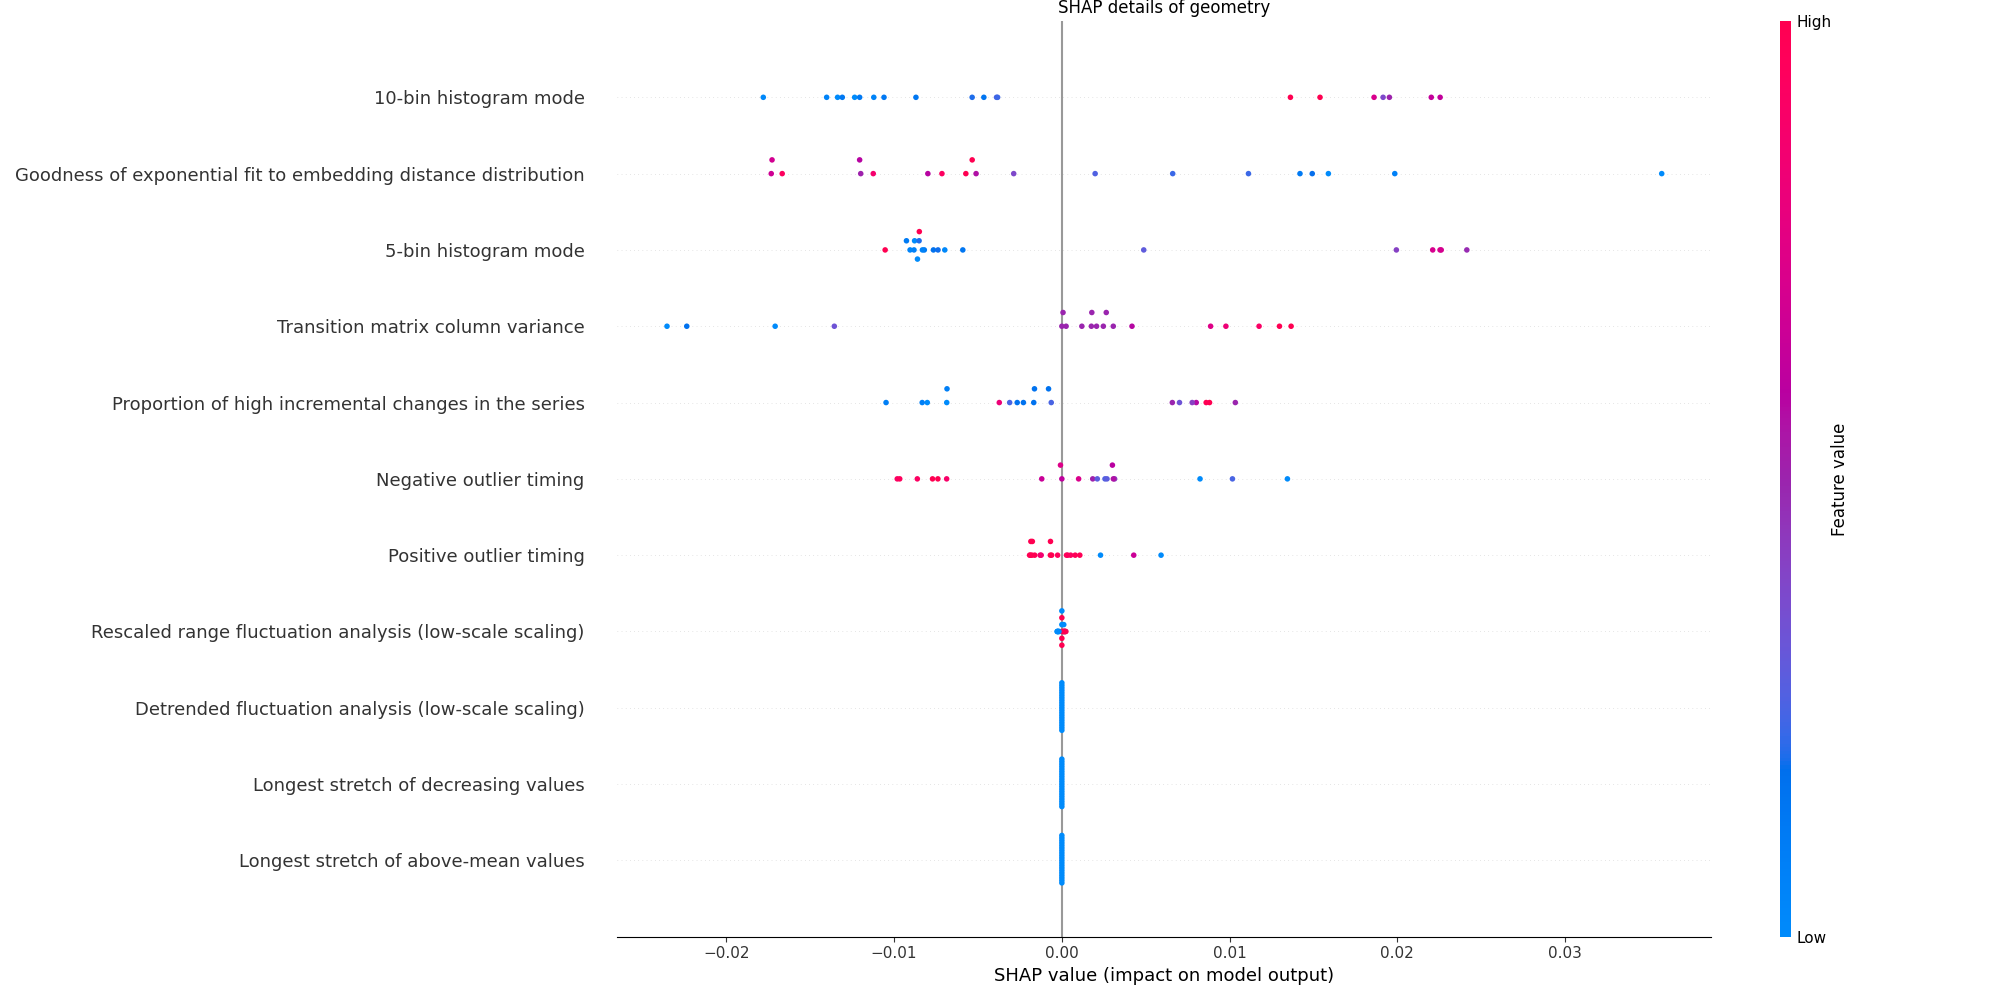 SHAP details of geometry
High
10-bin histogram mode
Goodness of exponential fit to embedding distance distribution
5-bin histogram mode
Transition matrix column variance
Proportion of high incremental changes in the series
Negative outlier timing
Positive outlier timing
Rescaled range fluctuation analysis (low-scale scaling)
Detrended fluctuation analysis (low-scale scaling)
Longest stretch of decreasing values
Longest stretch of above-mean values
Feature value
Low
−0.02 −0.01 0.00 0.01 0.02 0.03
SHAP value (impact on model output)